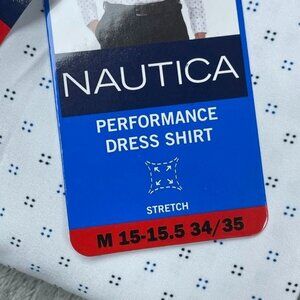 NAUTICA
PERFORMANCE
DRESS SHIRT
STRETCH
M 15-15.5 34/35